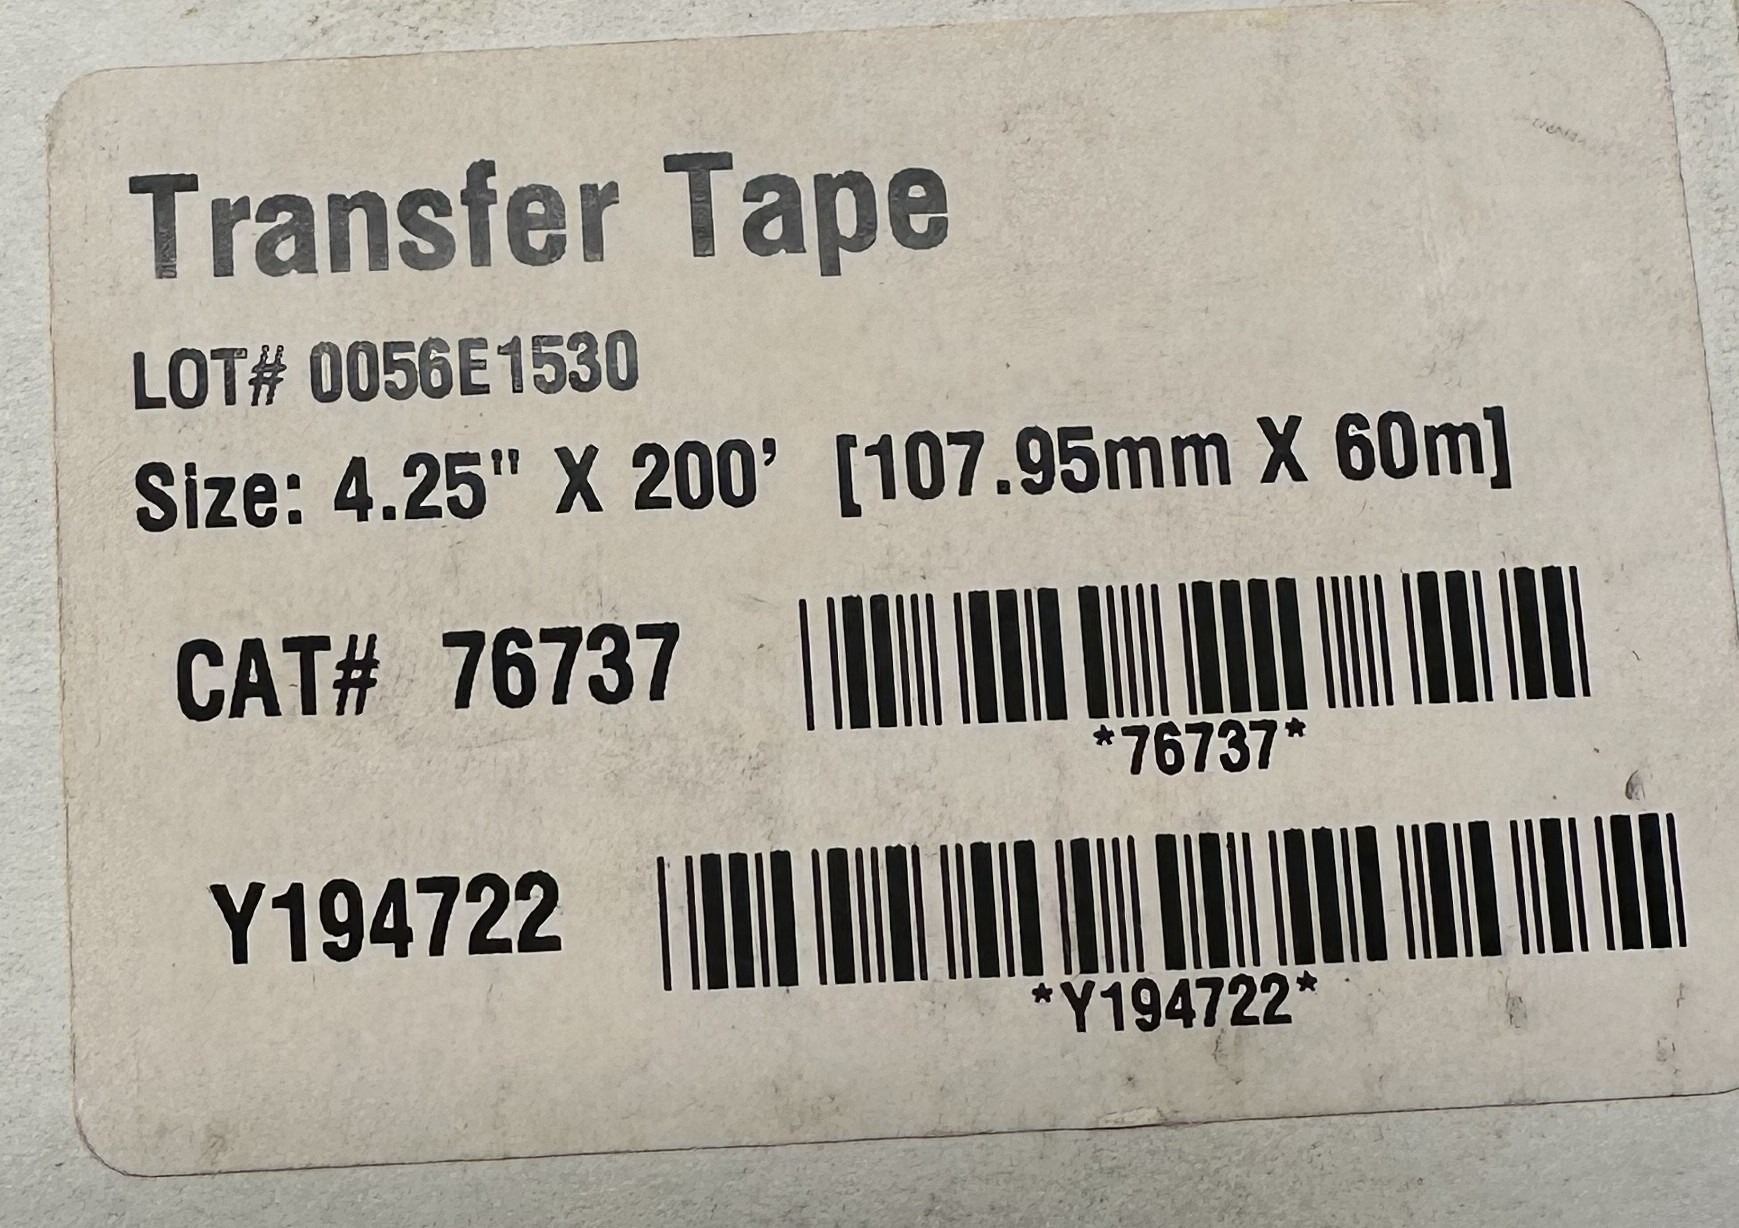 Transfer Tape
LOT# 0056E1530
Size: 4.25" X 200' [107.95mm X 60m]
CAT# 76737
*76737*
Y194722
*Y194722*